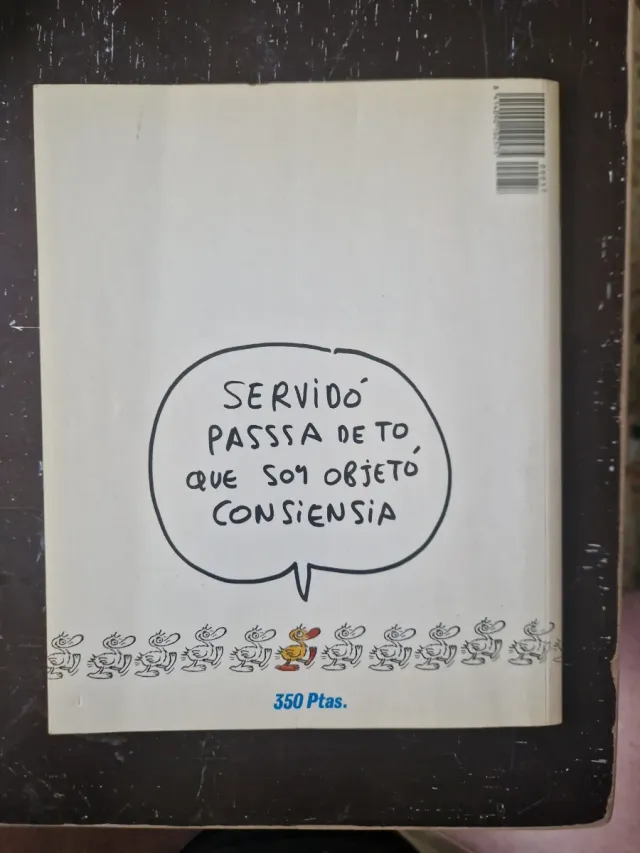 SERVIDÓ
PASSSA DE TO
QUE SOY OBJETÓ
CONSIENSIA
350 Ptas.